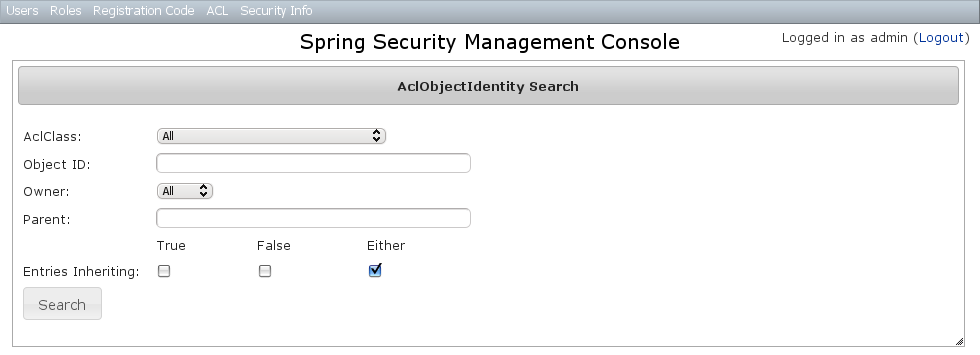 Users Roles Registration Code ACL Security Info
Spring Security Management Console
Logged in as admin (Logout)
AclObjectIdentity Search
AclClass: All
Object ID:
Owner: All
Parent:
True False Either
Entries Inheriting:
Search